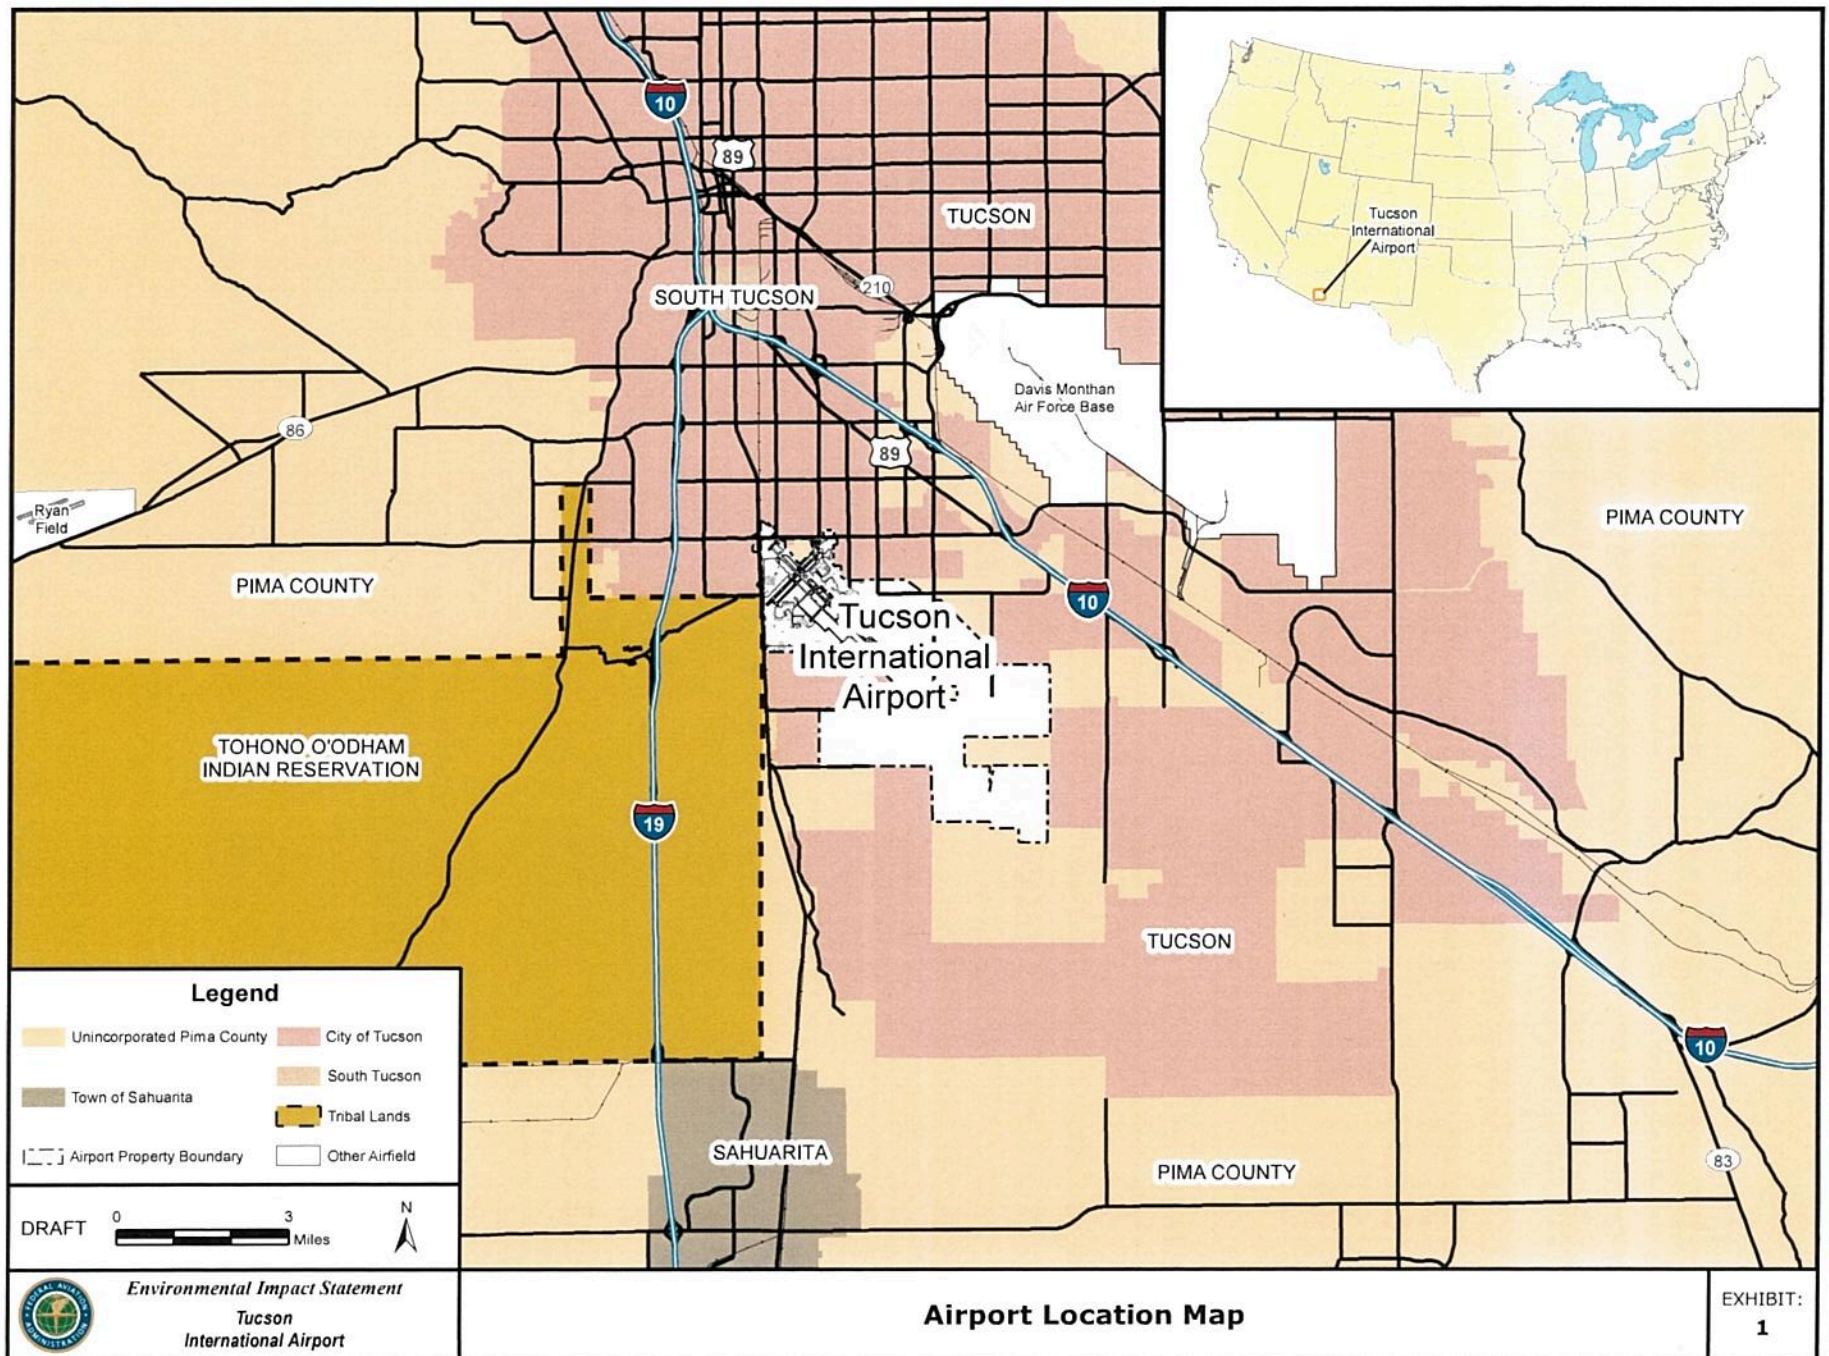 10
89
TUCSON
Tucson
International
Airport
210
SOUTH TUCSON
Davis Monthan
Air Force Base
86
89
Ryan
Field
PIMA COUNTY
PIMA COUNTY
10
Tucson
International
Airport
TOHONO O'ODHAM
INDIAN RESERVATION
19
TUCSON
10
SAHUARITA
PIMA COUNTY
83
Legend
Unincorporated Pima County
City of Tucson
South Tucson
Town of Sahuarita
Tribal Lands
Airport Property Boundary
Other Airfield
DRAFT
0 3
Miles
N
FEDERAL AVIATION
ADMINISTRATION
Environmental Impact Statement
Tucson
International Airport
Airport Location Map
EXHIBIT:
1